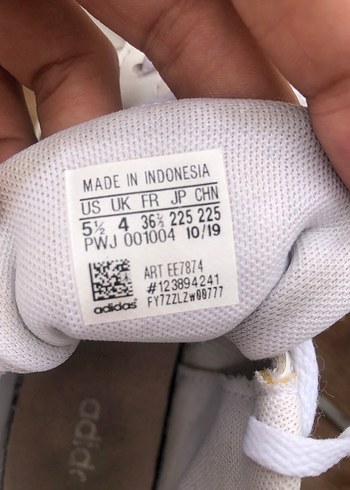 MADE IN INDONESIA
US UK FR JP CHN
5½ 4 36⅔ 225 225
PWJ 001004 10/19
ART EE7874
#123894241
adidas FY7ZZLZW00777